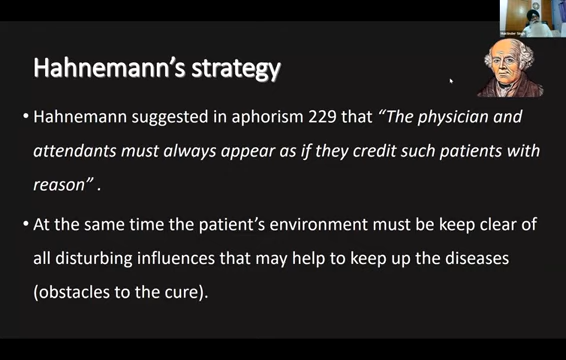 Hahnemann's strategy
• Hahnemann suggested in aphorism 229 that "The physician and
attendants must always appear as if they credit such patients with
reason" .
• At the same time the patient's environment must be keep clear of
all disturbing influences that may help to keep up the diseases
(obstacles to the cure).